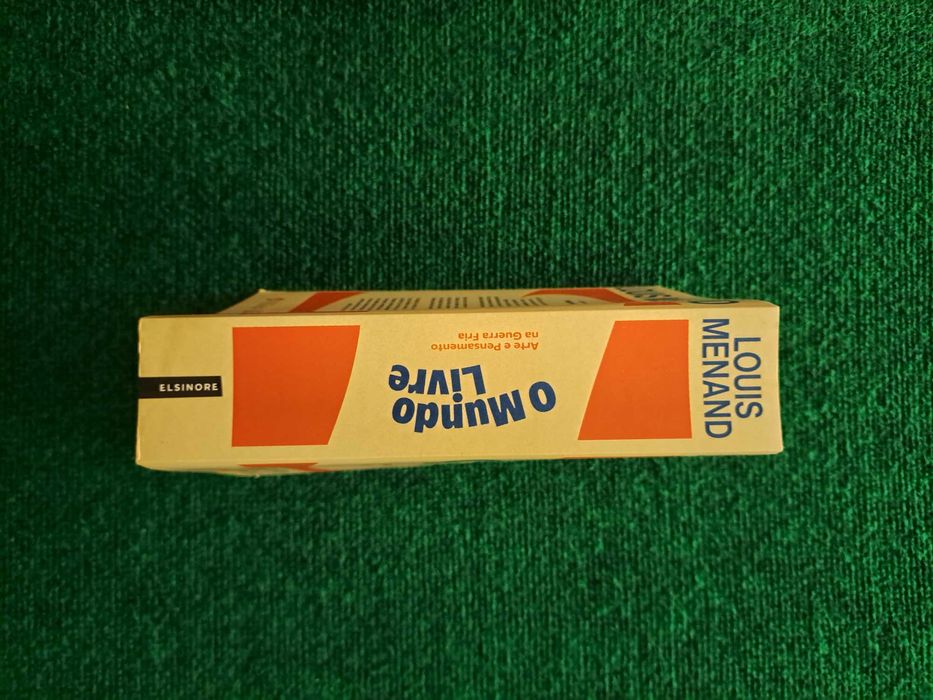 LOUIS
MENAND
O Mundo
Livre
Arte e Pensamento
na Guerra Fria
ELSINORE